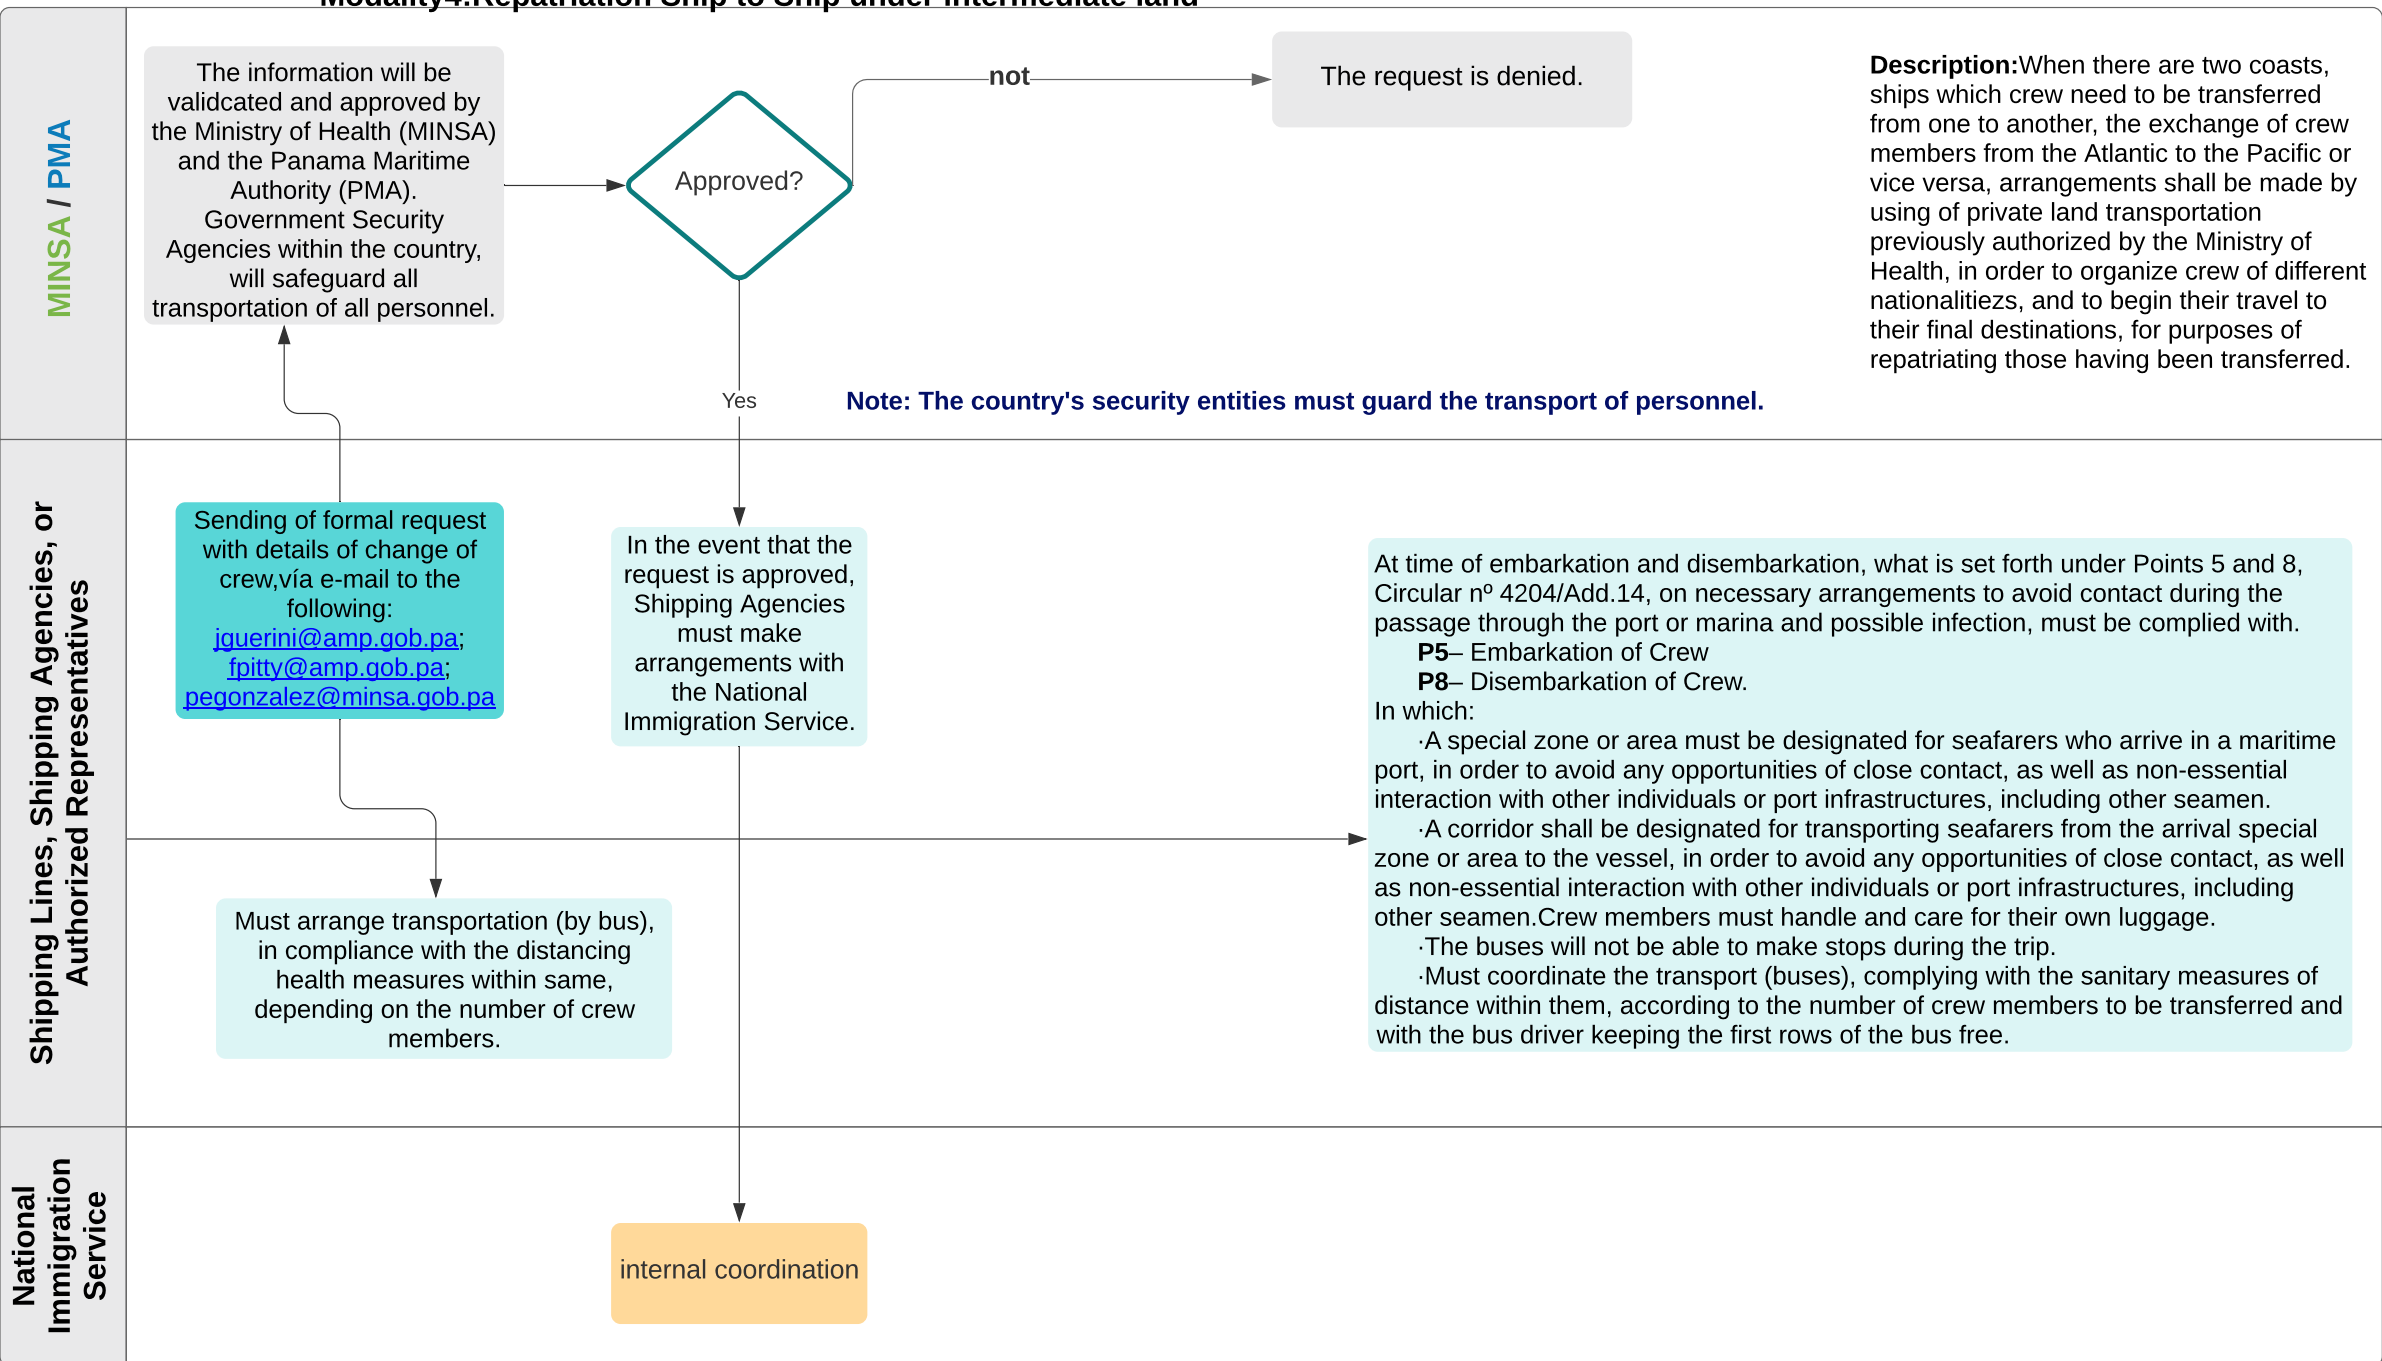 Modality4:Repatriation Ship to Ship under intermediate land
MINSA / PMA
The information will be
validcated and approved by
the Ministry of Health (MINSA)
and the Panama Maritime
Authority (PMA).
Government Security
Agencies within the country,
will safeguard all
transportation of all personnel.
Approved?
not
The request is denied.
Description:When there are two coasts,
ships which crew need to be transferred
from one to another, the exchange of crew
members from the Atlantic to the Pacific or
vice versa, arrangements shall be made by
using of private land transportation
previously authorized by the Ministry of
Health, in order to organize crew of different
nationalitiezs, and to begin their travel to
their final destinations, for purposes of
repatriating those having been transferred.
Yes
Note: The country's security entities must guard the transport of personnel.
Shipping Lines, Shipping Agencies, or
Authorized Representatives
Sending of formal request
with details of change of
crew,vía e-mail to the
following:
jguerini@amp.gob.pa;
fpitty@amp.gob.pa;
pegonzalez@minsa.gob.pa
In the event that the
request is approved,
Shipping Agencies
must make
arrangements with
the National
Immigration Service.
At time of embarkation and disembarkation, what is set forth under Points 5 and 8,
Circular nº 4204/Add.14, on necessary arrangements to avoid contact during the
passage through the port or marina and possible infection, must be complied with.
P5– Embarkation of Crew
P8– Disembarkation of Crew.
In which:
·A special zone or area must be designated for seafarers who arrive in a maritime
port, in order to avoid any opportunities of close contact, as well as non-essential
interaction with other individuals or port infrastructures, including other seamen.
·A corridor shall be designated for transporting seafarers from the arrival special
zone or area to the vessel, in order to avoid any opportunities of close contact, as well
as non-essential interaction with other individuals or port infrastructures, including
other seamen.Crew members must handle and care for their own luggage.
·The buses will not be able to make stops during the trip.
·Must coordinate the transport (buses), complying with the sanitary measures of
distance within them, according to the number of crew members to be transferred and
with the bus driver keeping the first rows of the bus free.
Must arrange transportation (by bus),
in compliance with the distancing
health measures within same,
depending on the number of crew
members.
National
Immigration
Service
internal coordination